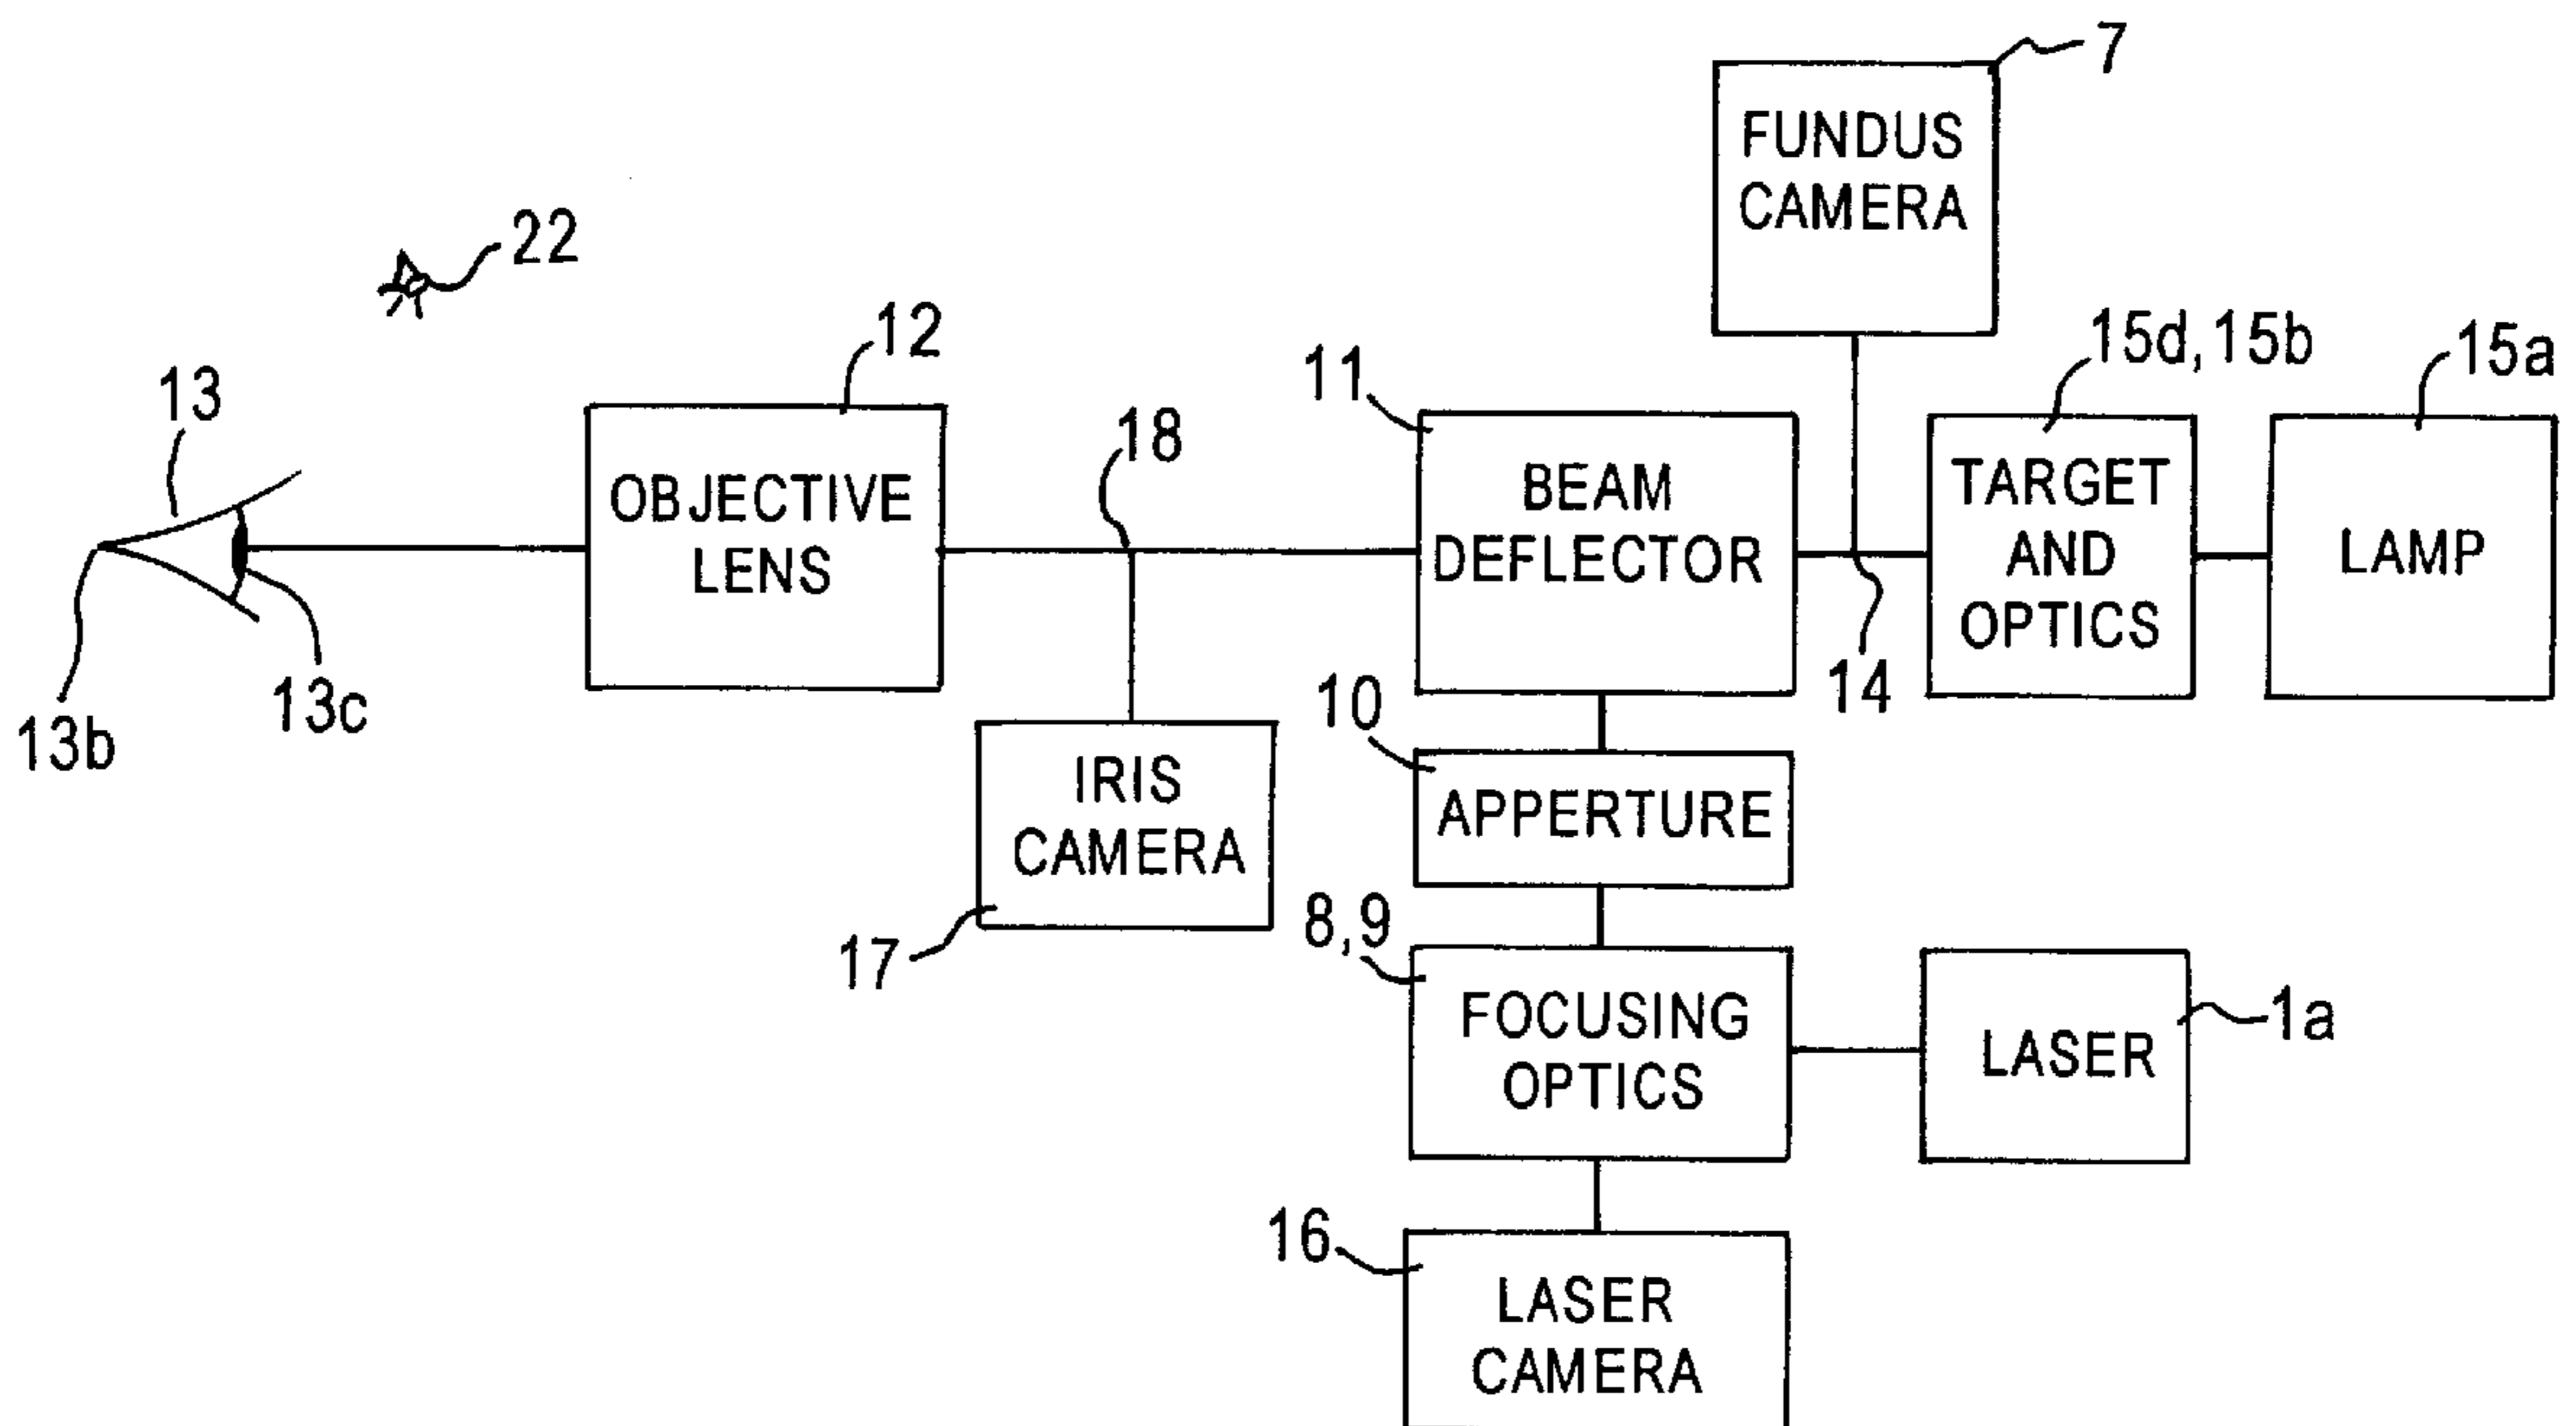 7
FUNDUS
CAMERA
22
12
15d, 15b
15a
11
13
18
OBJECTIVE
LENS
BEAM
DEFLECTOR
TARGET
AND
OPTICS
LAMP
13c
13b
14
10
IRIS
CAMERA
APPERTURE
17
8,9
FOCUSING
OPTICS
LASER
1a
16
LASER
CAMERA